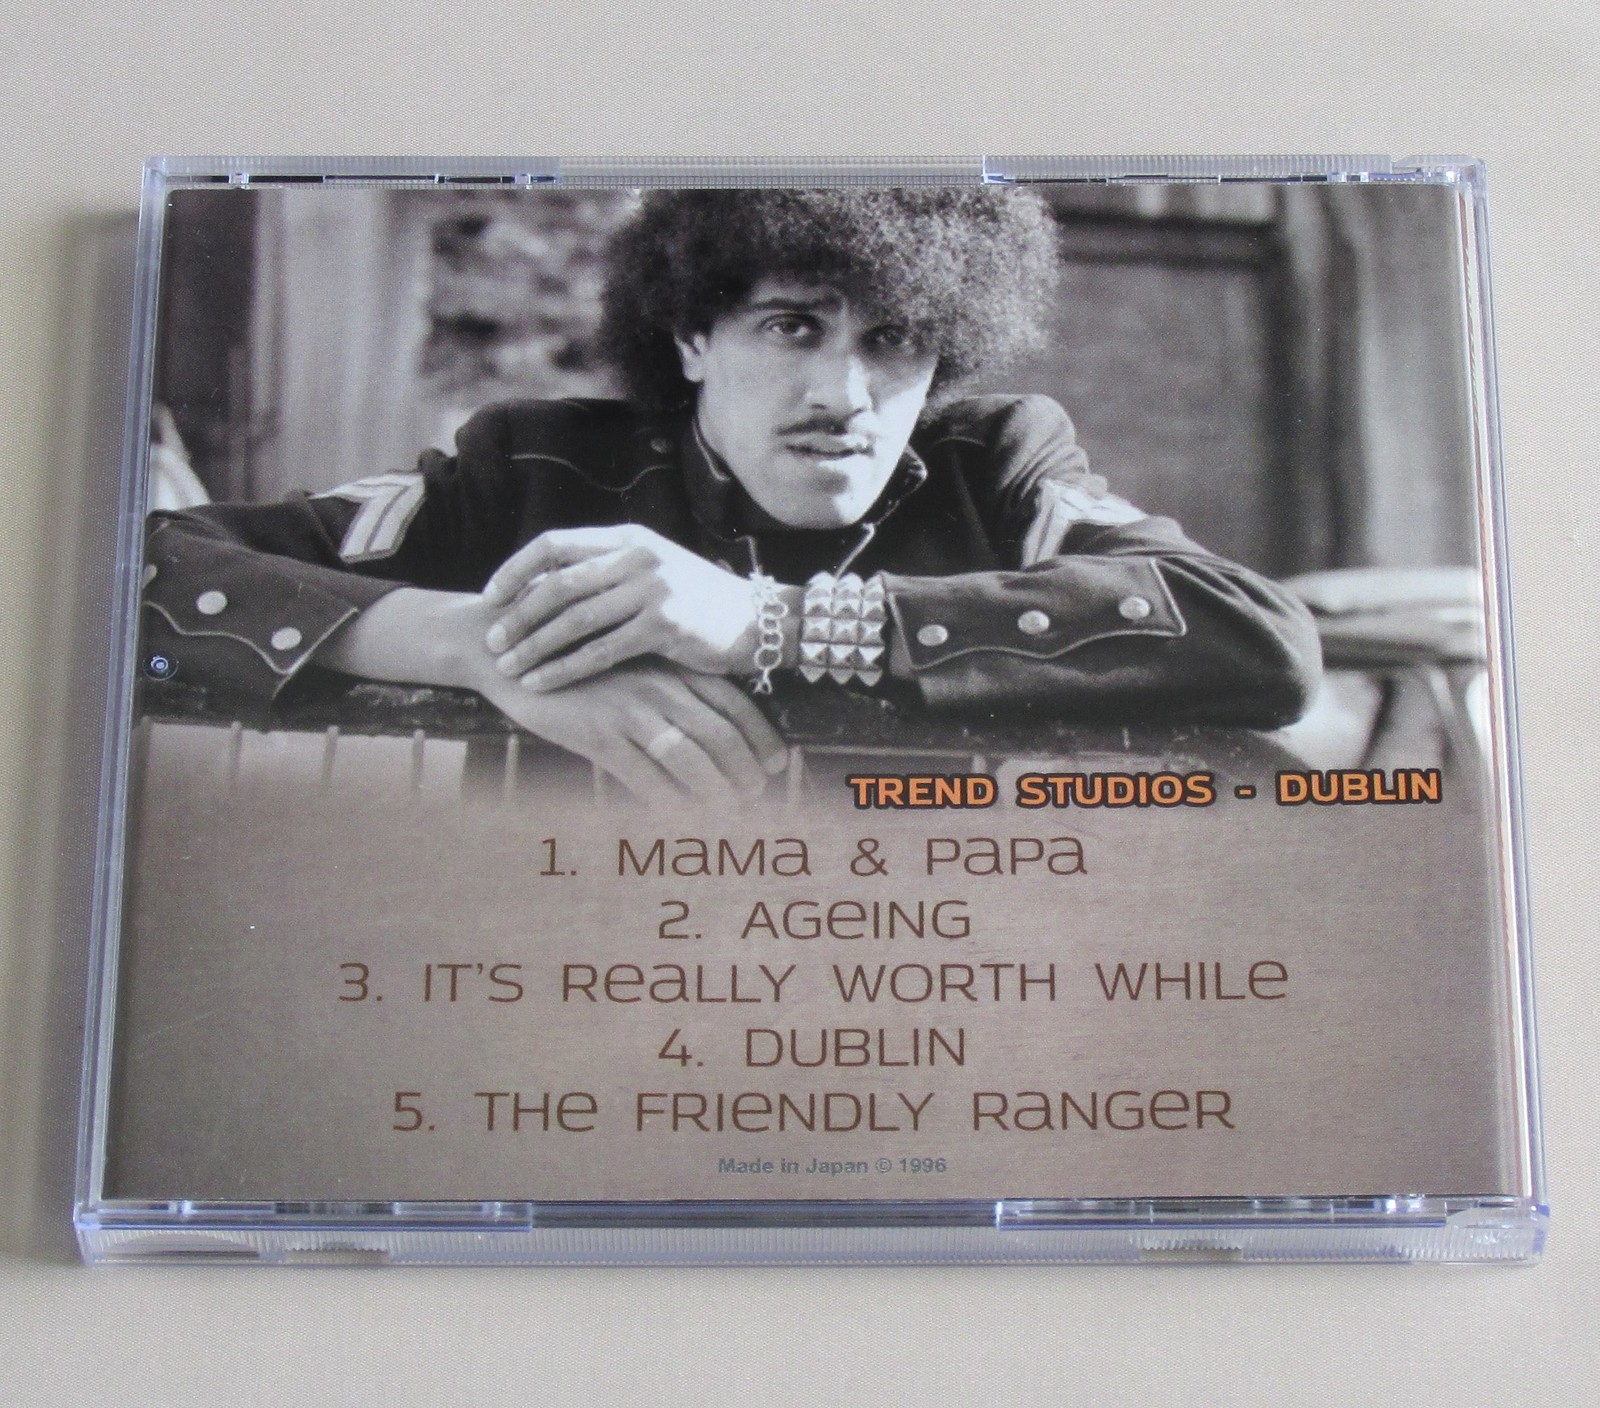 TREND STUDIOS - DUBLIN
1. MaMa & PaPa
2. AGeING
3. IT'S ReaLLY WORTH WHILe
4. DUBLIN
5. THe FRIeNDLY RaNGeR
Made in Japan © 1996